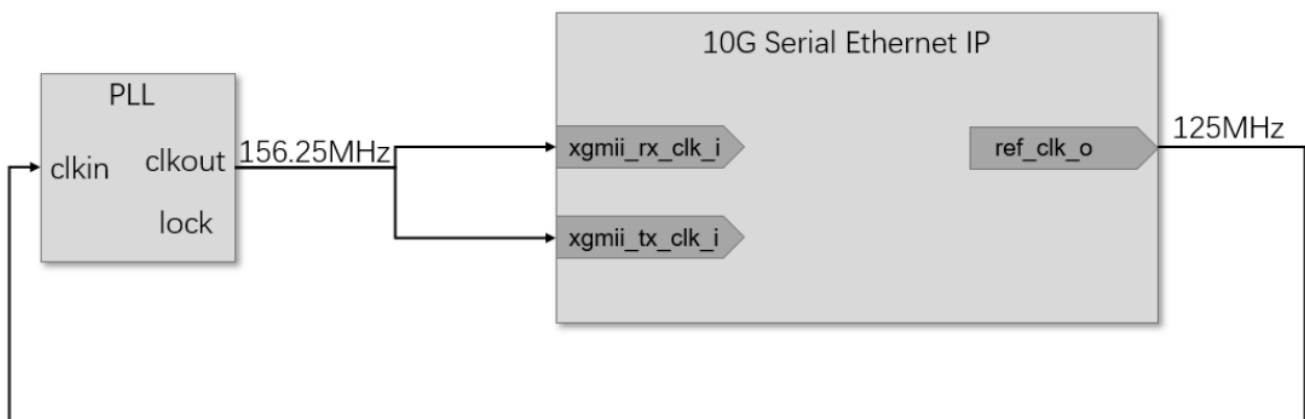 10G Serial Ethernet IP
PLL
clkin
clkout
lock
156.25MHz
xgmii_rx_clk_i
xgmii_tx_clk_i
ref_clk_o
125MHz